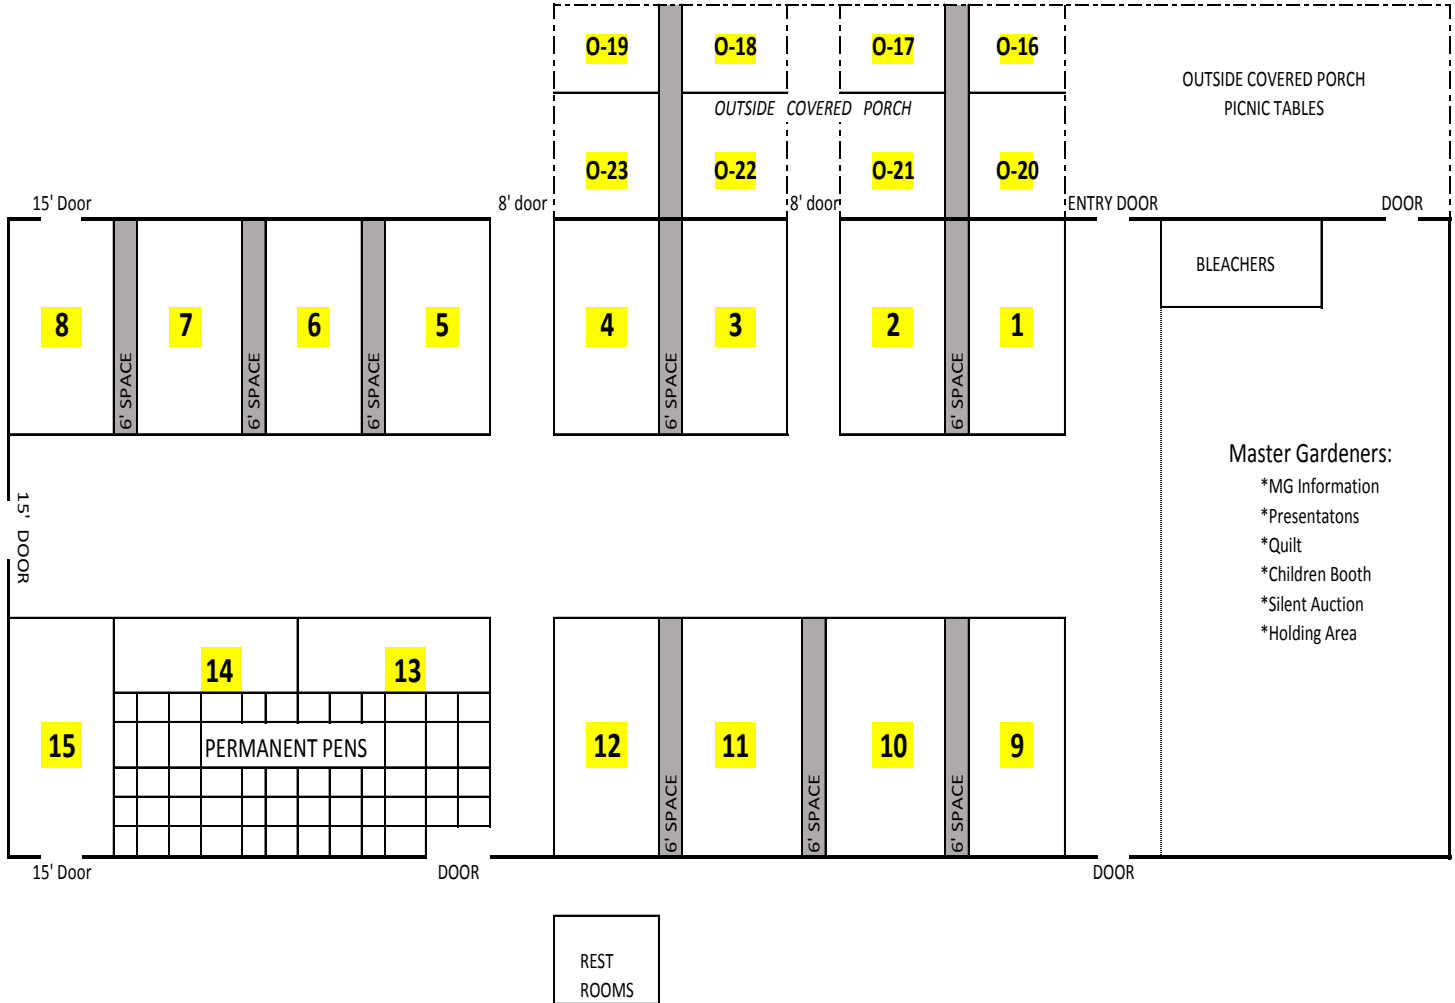 O-19 O-18 O-17 O-16
OUTSIDE COVERED PORCH
PICNIC TABLES
OUTSIDE COVERED PORCH
O-23 O-22 O-21 O-20
15' Door 8' door 8' door ENTRY DOOR DOOR
BLEACHERS
8 7 6 5 4 3 2 1
6' SPACE 6' SPACE 6' SPACE 6' SPACE 6' SPACE
Master Gardeners:
*MG Information
*Presentatons
*Quilt
*Children Booth
*Silent Auction
*Holding Area
15' DOOR
14 13
15 PERMANENT PENS 12 11 10 9
6' SPACE 6' SPACE 6' SPACE
15' Door DOOR DOOR
REST
ROOMS